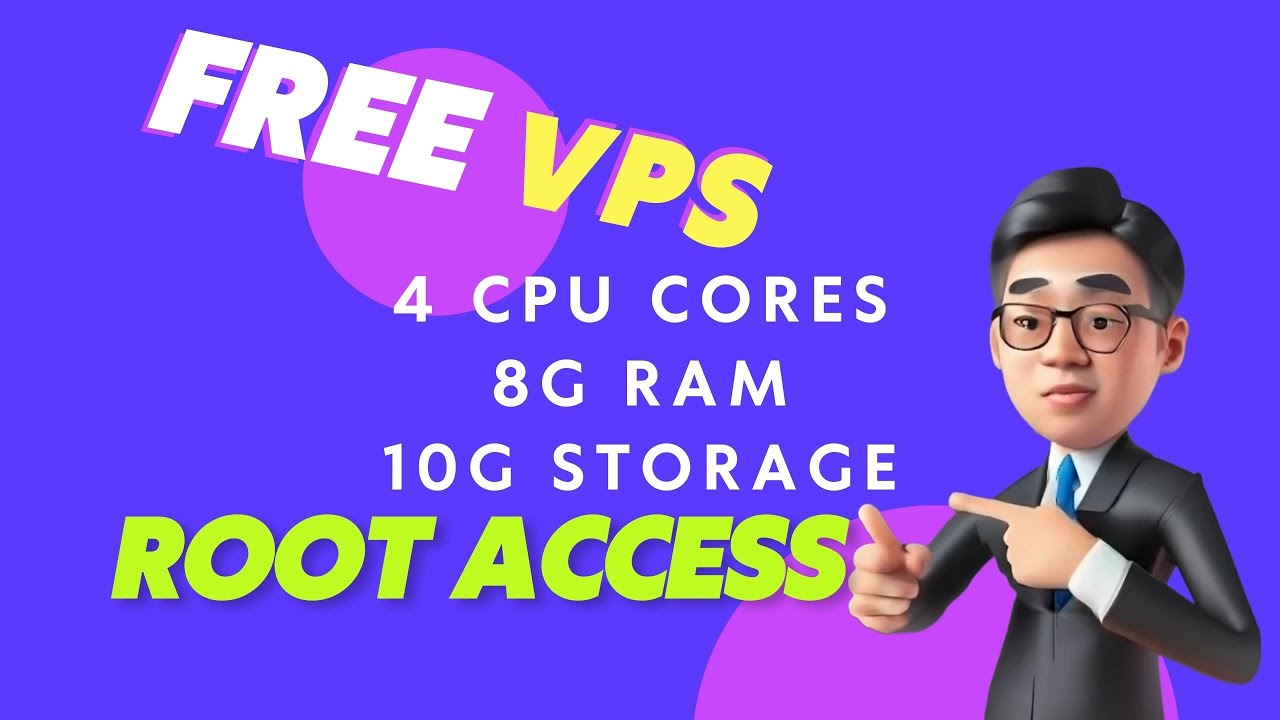 FREE VPS
4 CPU CORES
8G RAM
10G STORAGE
ROOT ACCESS